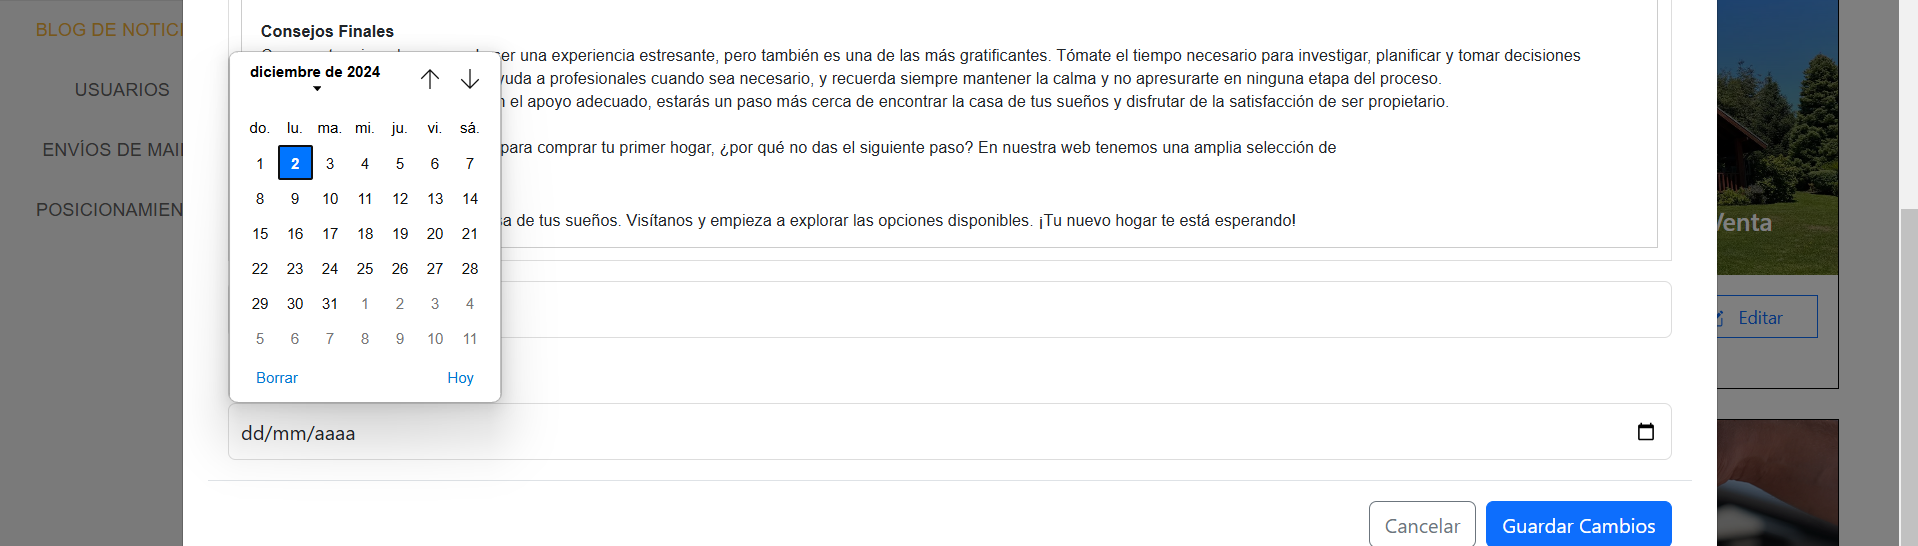 BLOG DE NOTICI
USUARIOS
ENVÍOS DE MAI
POSICIONAMIEN
Consejos Finales
una experiencia estresante, pero también es una de las más gratificantes. Tómate el tiempo necesario para investigar, planificar y tomar decisiones
a profesionales cuando sea necesario, y recuerda siempre mantener la calma y no apresurarte en ninguna etapa del proceso.
el apoyo adecuado, estarás un paso más cerca de encontrar la casa de tus sueños y disfrutar de la satisfacción de ser propietario.
para comprar tu primer hogar, ¿por qué no das el siguiente paso? En nuestra web tenemos una amplia selección de
de tus sueños. Visítanos y empieza a explorar las opciones disponibles. ¡Tu nuevo hogar te está esperando!
diciembre de 2024
do. lu. ma. mi. ju. vi. sá.
1 2 3 4 5 6 7
8 9 10 11 12 13 14
15 16 17 18 19 20 21
22 23 24 25 26 27 28
29 30 31 1 2 3 4
5 6 7 8 9 10 11
Borrar Hoy
dd/mm/aaaa
Cancelar Guardar Cambios
Venta
Editar